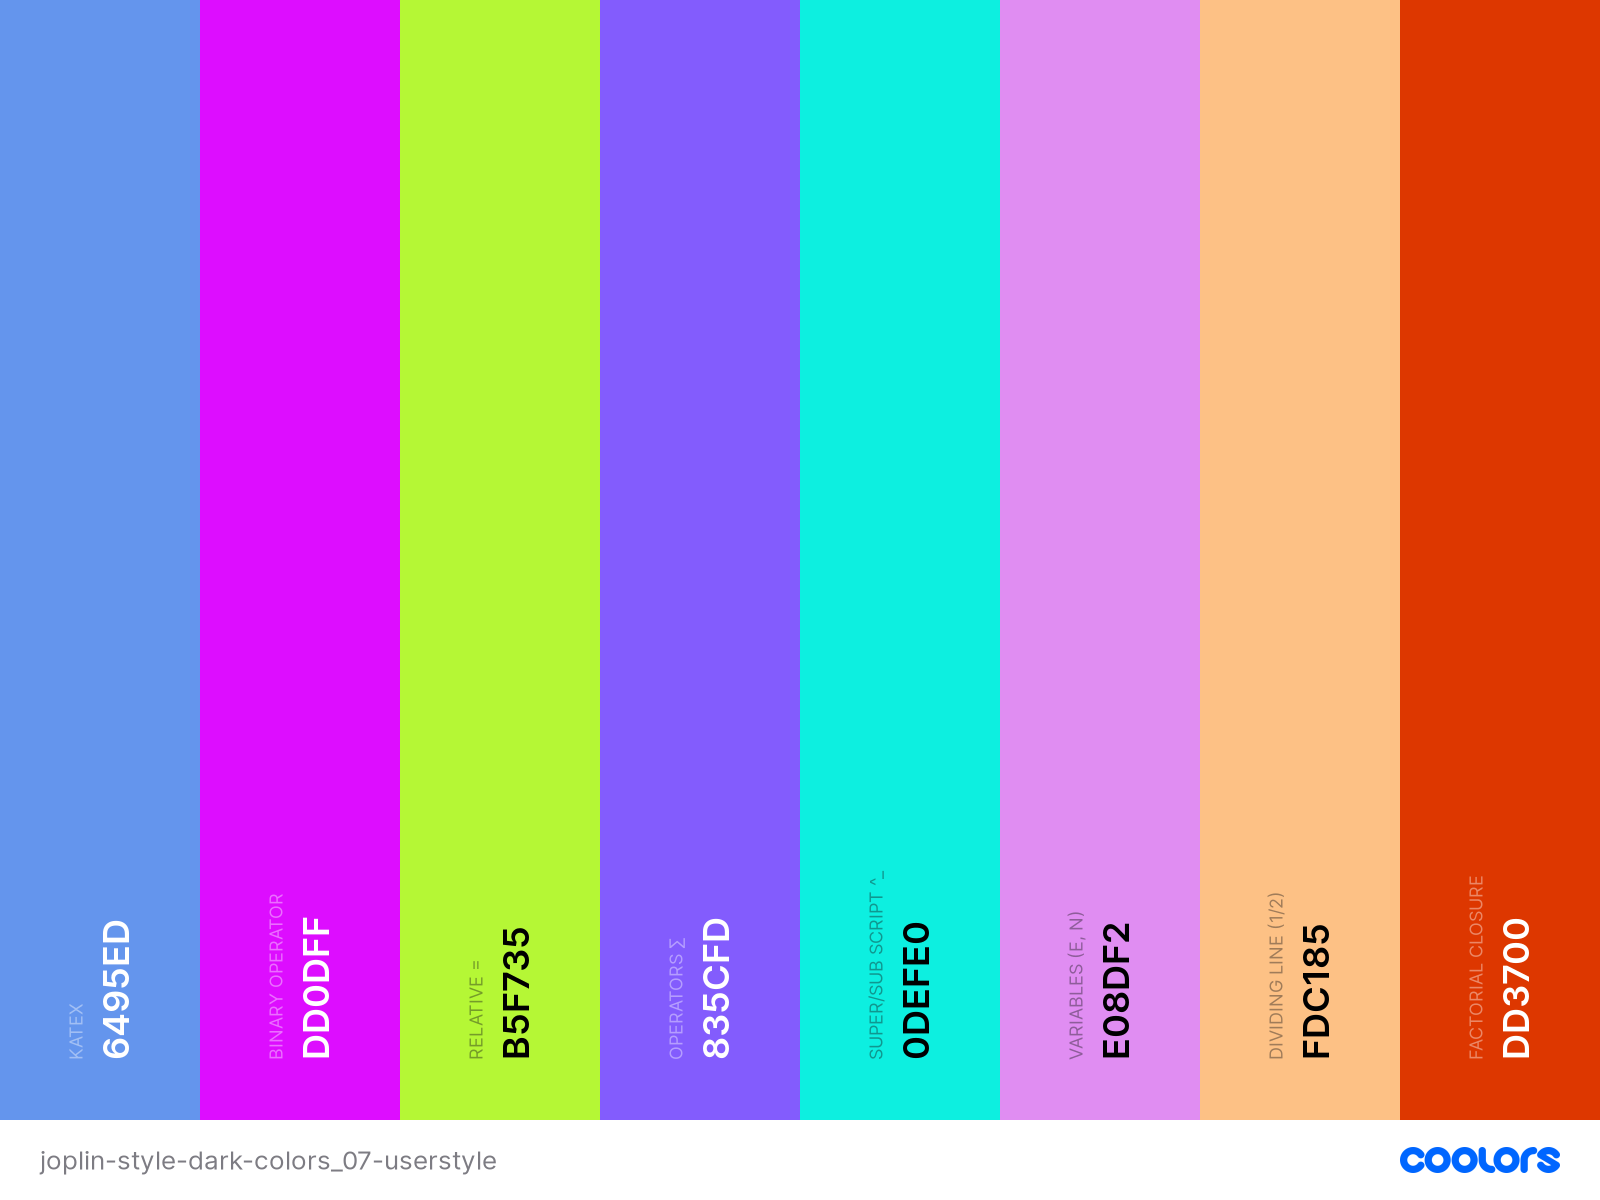 KATEX
6495ED
BINARY OPERATOR
DD0DFF
RELATIVE =
B5F735
OPERATORS ∑
835CFD
SUPER/SUB SCRIPT ^_
0DEFE0
VARIABLES (E, N)
E08DF2
DIVIDING LINE (1/2)
FDC185
FACTORIAL CLOSURE
DD3700
joplin-style-dark-colors_07-userstyle
coolors